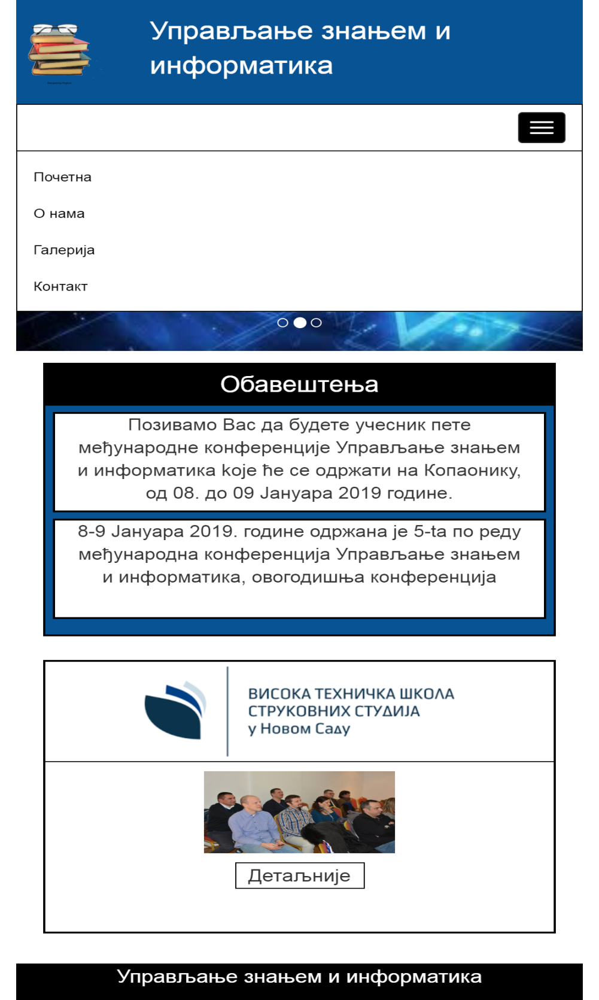 Управљање знањем и
информатика
Почетна
О нама
Галерија
Контакт
Обавештења
Позивамо Вас да будете учесник пете
међународне конференције Управљање знањем
и информатика које ће се одржати на Копаонику,
од 08. до 09 Јануара 2019 године.
8-9 Јануара 2019. године одржана је 5-ta по реду
међународна конференција Управљање знањем
и информатика, овогодишња конференција
ВИСОКА ТЕХНИЧКА ШКОЛА
СТРУКОВНИХ СТУДИЈА
у Новом Саду
Детаљније
Управљање знањем и информатика